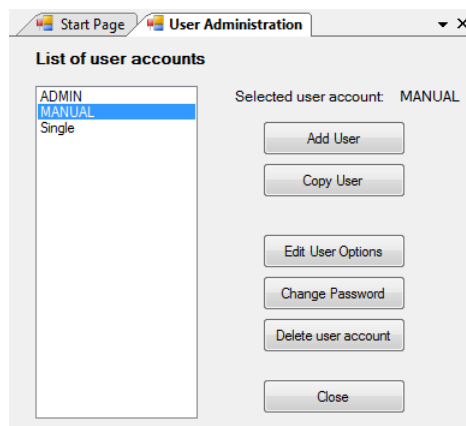 Start Page User Administration
List of user accounts
ADMIN
MANUAL
Single
Selected user account: MANUAL
Add User
Copy User
Edit User Options
Change Password
Delete user account
Close